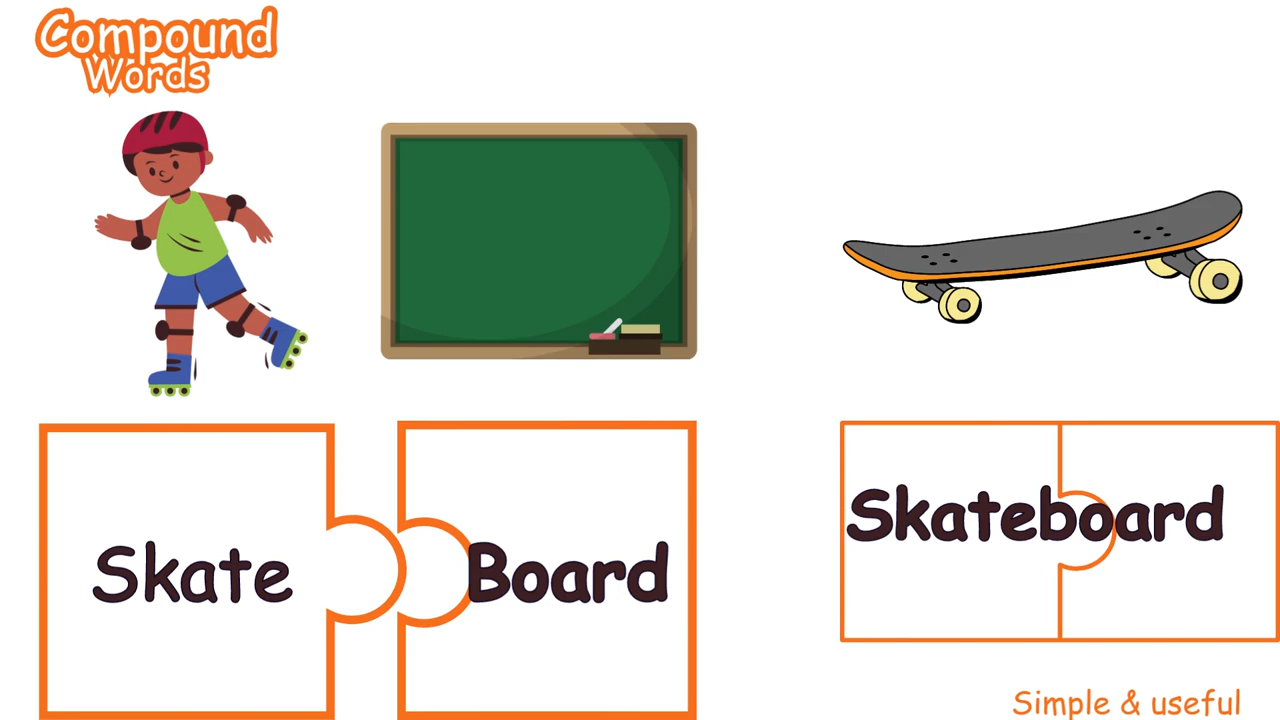 Compound
Words
Skate
Board
Skateboard
Simple & useful